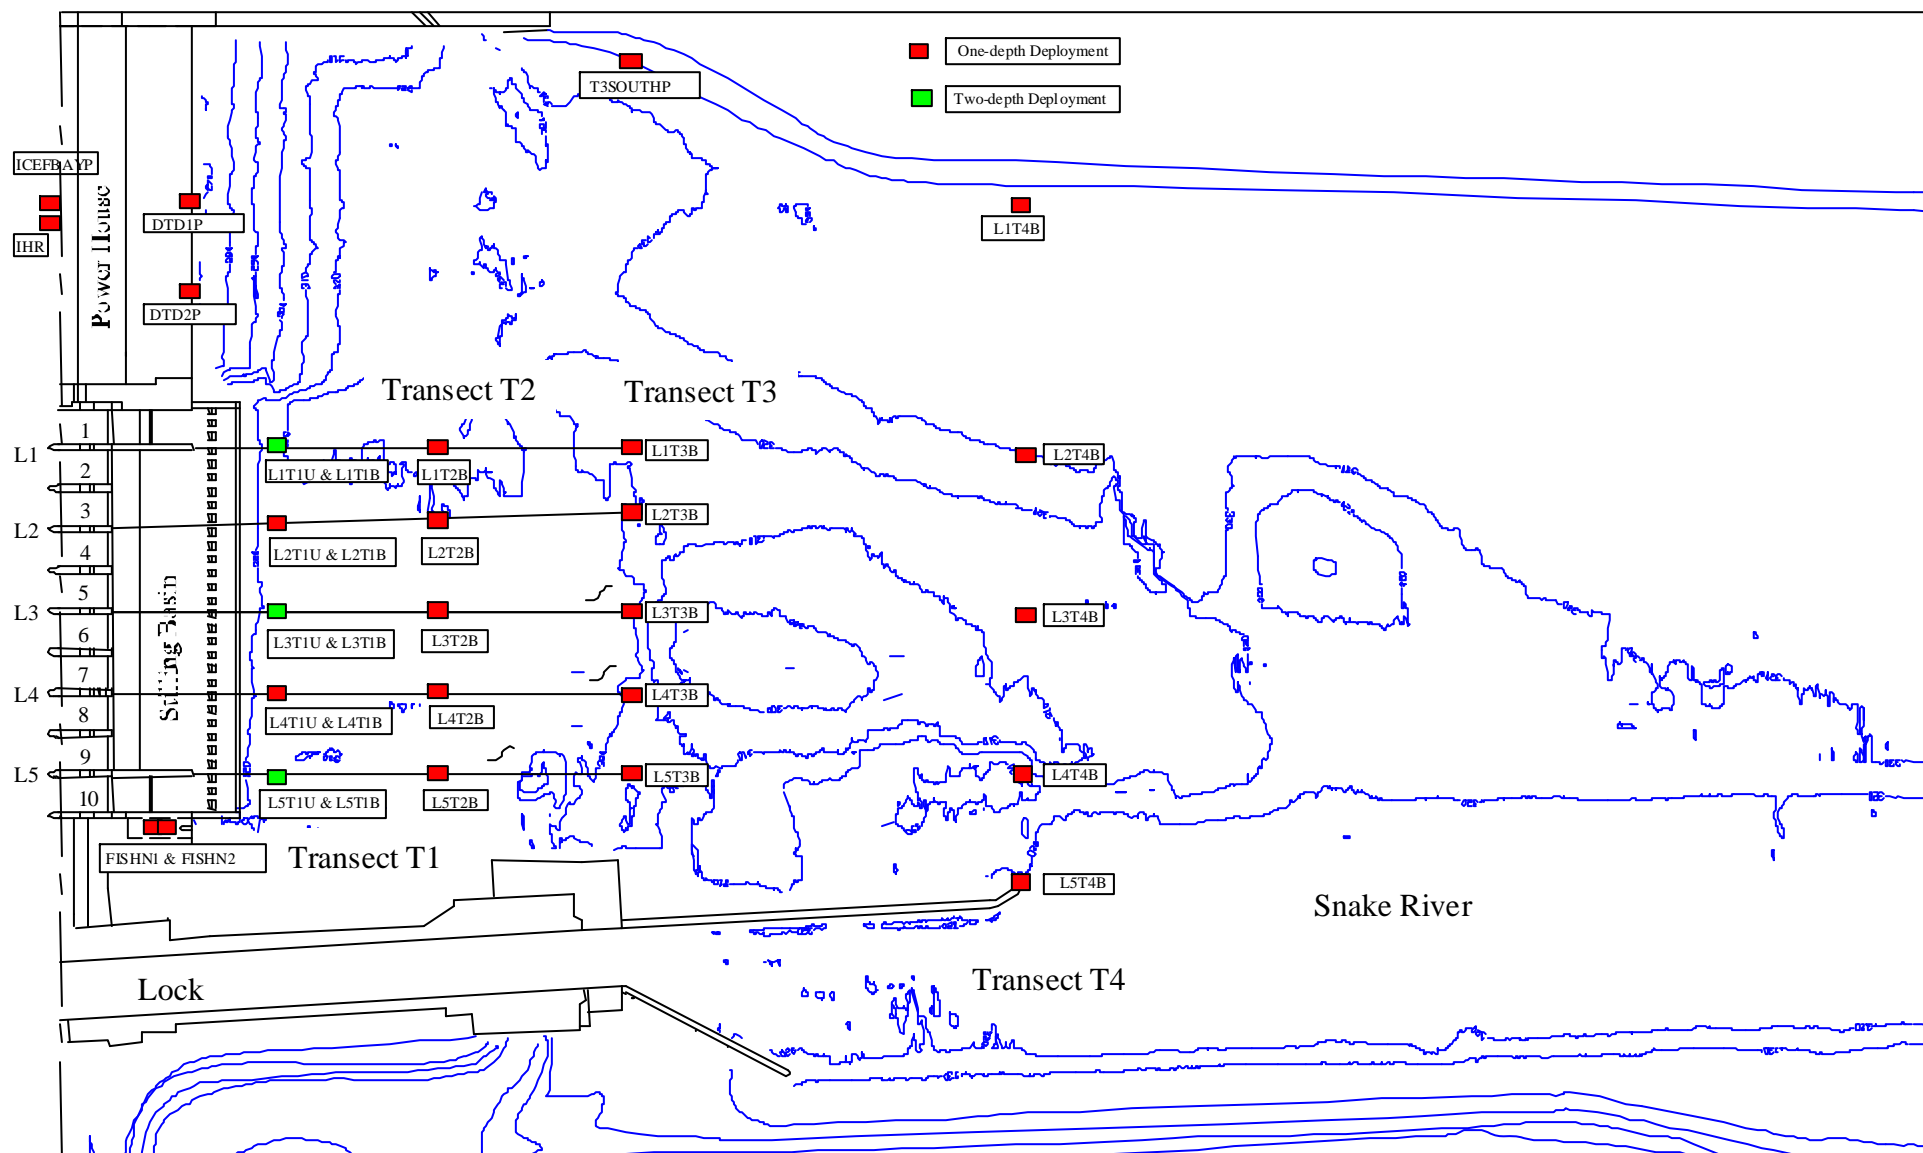 One-depth Deployment
Two-depth Deployment
T3SOUTHP
ICEFBAYP
IHR
Power House
DTD1P
DTD2P
L1T4B
Transect T2
Transect T3
1
L1
2
3
L2
4
5
L3
6
7
L4
8
9
L5
10
Stilling Basin
L1T1U & L1T1B
L1T2B
L1T3B
L2T4B
L2T1U & L2T1B
L2T2B
L2T3B
L3T1U & L3T1B
L3T2B
L3T3B
L3T4B
L4T1U & L4T1B
L4T2B
L4T3B
L5T1U & L5T1B
L5T2B
L5T3B
L4T4B
FISHN1 & FISHN2
Transect T1
L5T4B
Snake River
Lock
Transect T4